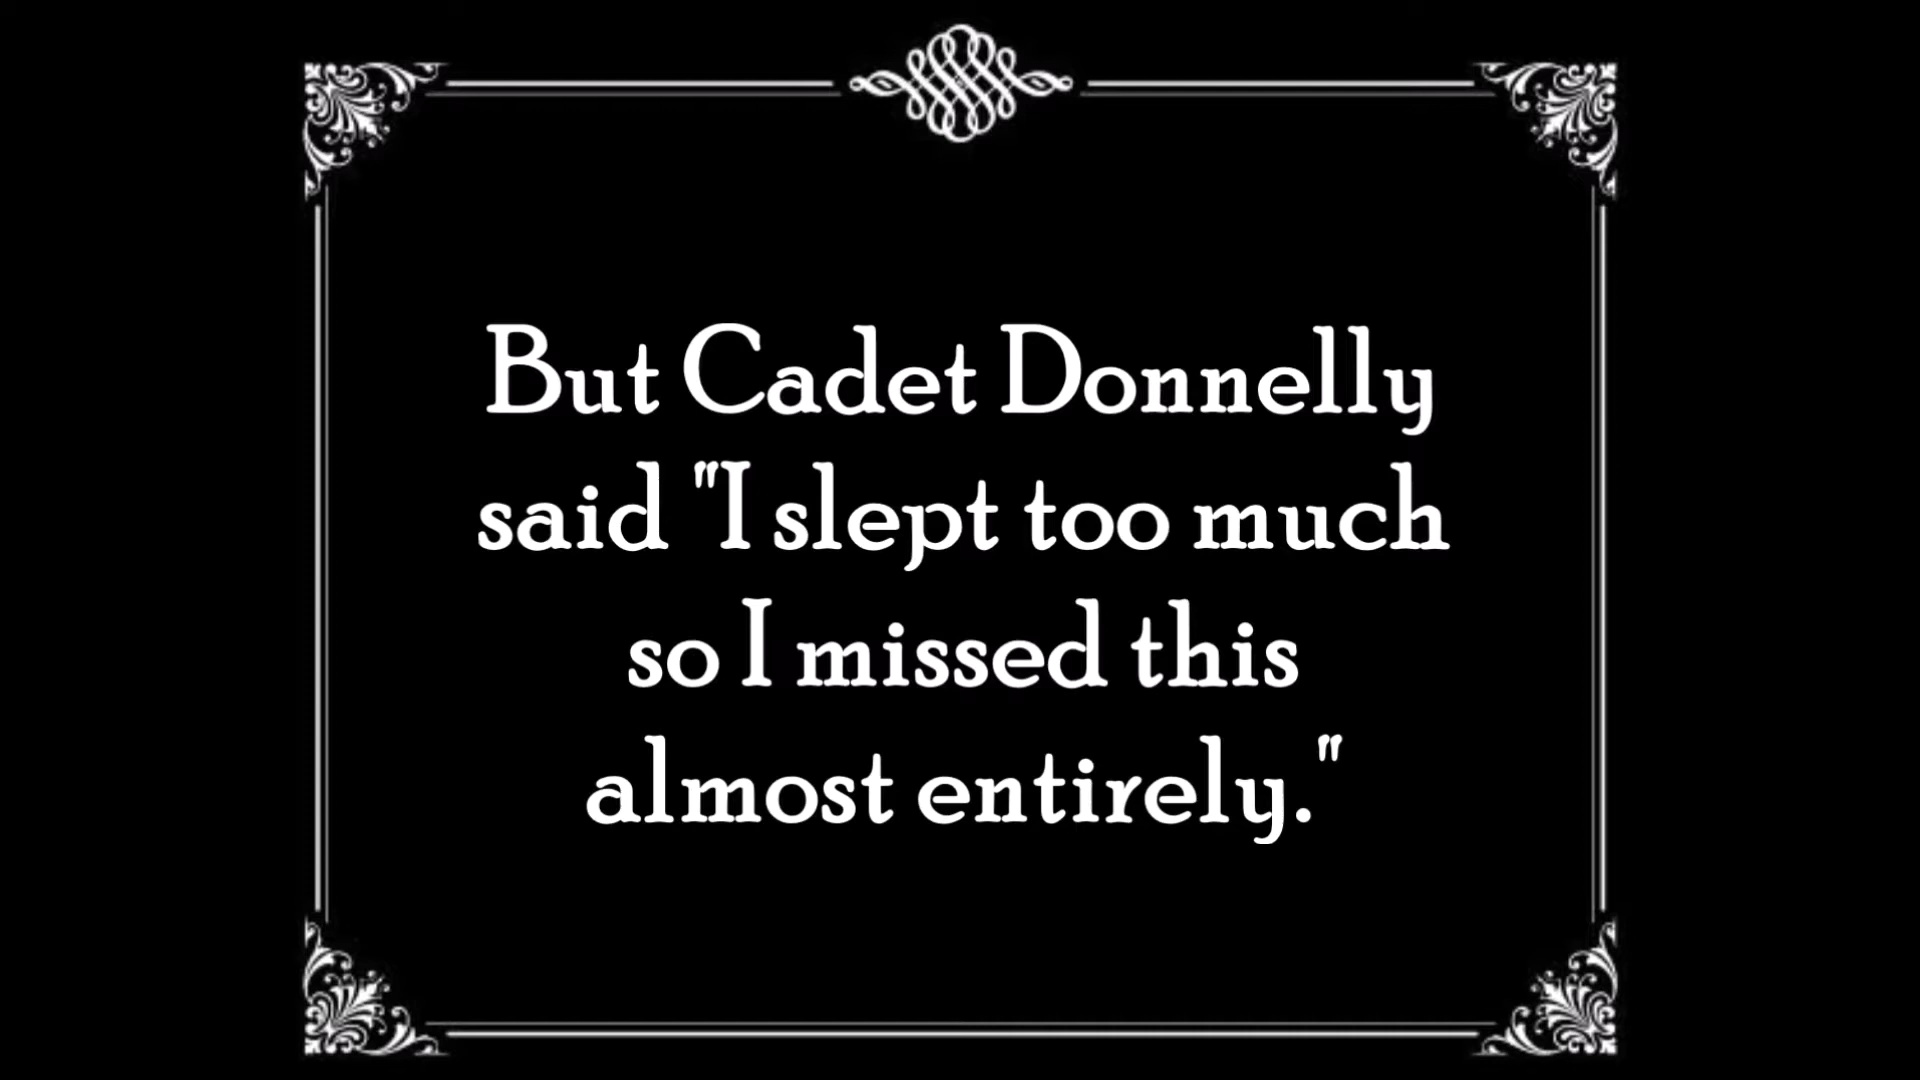 But Cadet Donnelly
said "I slept too much
so I missed this
almost entirely."